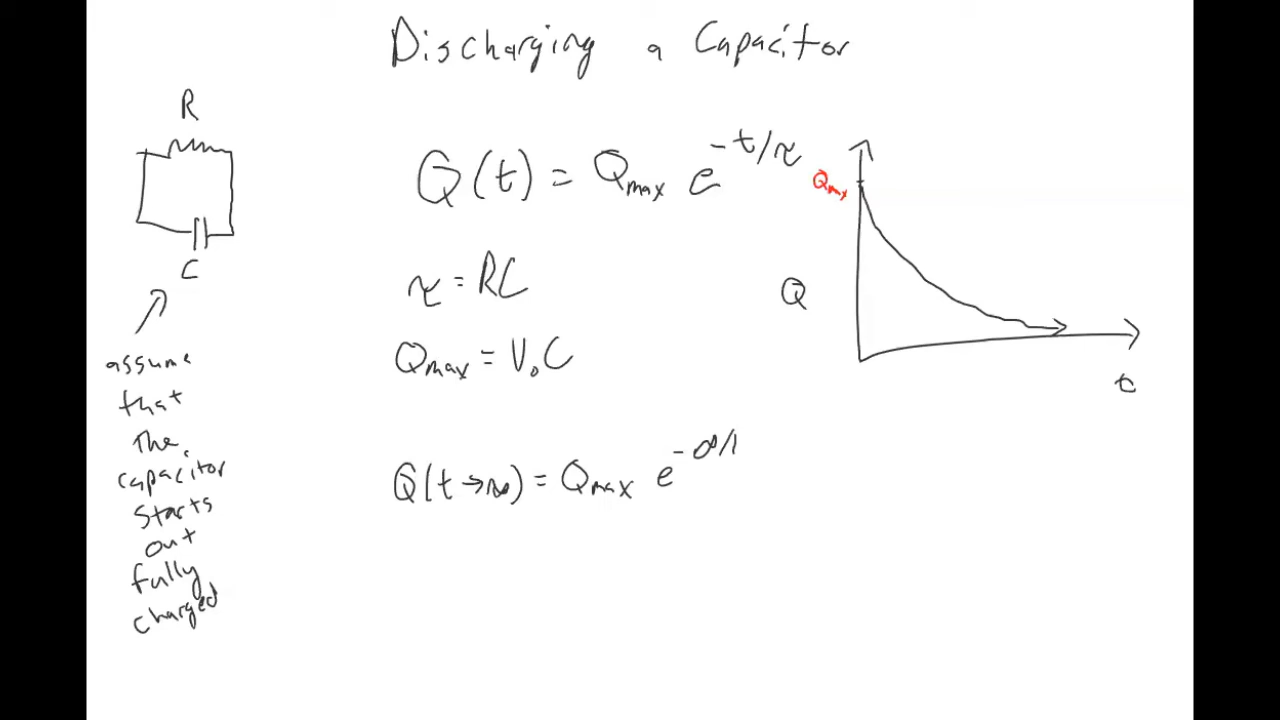 Discharging a Capacitor
R
C
assume
that
the
capacitor
starts
out
fully
charged
Q(t) = Qmax e^-t/τ
τ = RC
Qmax = V₀C
Q(t→∞) = Qmax e^-∞/
Qmax
Q
t